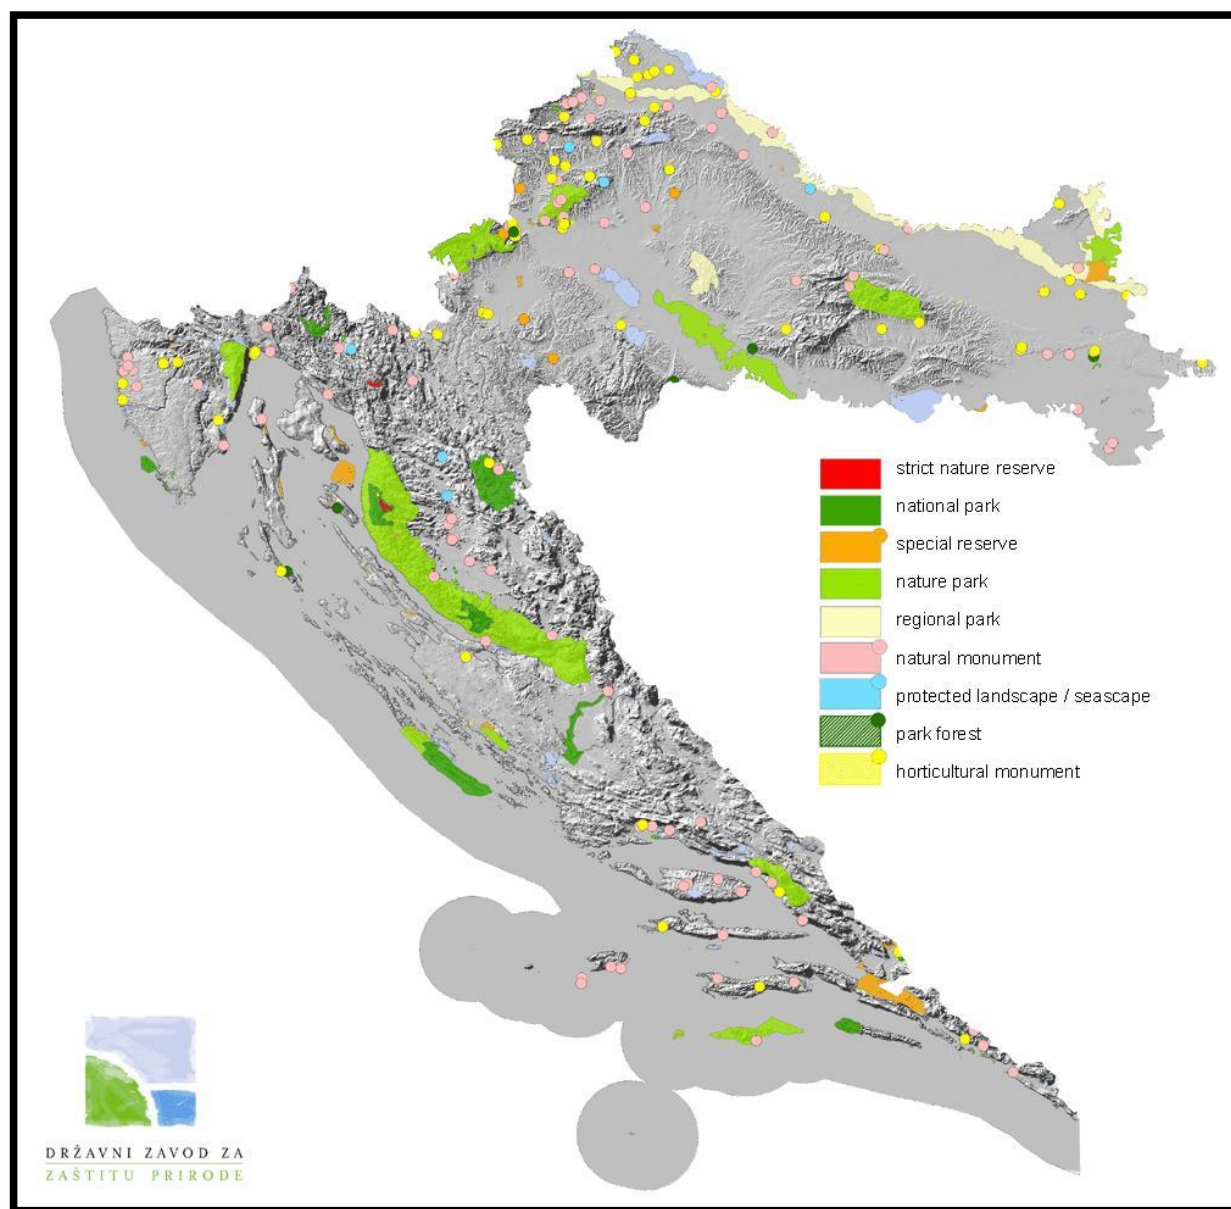 strict nature reserve
national park
special reserve
nature park
regional park
natural monument
protected landscape / seascape
park forest
horticultural monument
DRŽAVNI ZAVOD ZA
ZAŠTITU PRIRODE